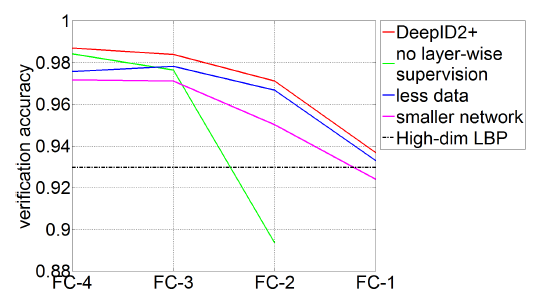 1
0.98
0.96
0.94
0.92
0.9
0.88
verification accuracy
FC-4 FC-3 FC-2 FC-1
DeepID2+
no layer-wise
supervision
less data
smaller network
High-dim LBP